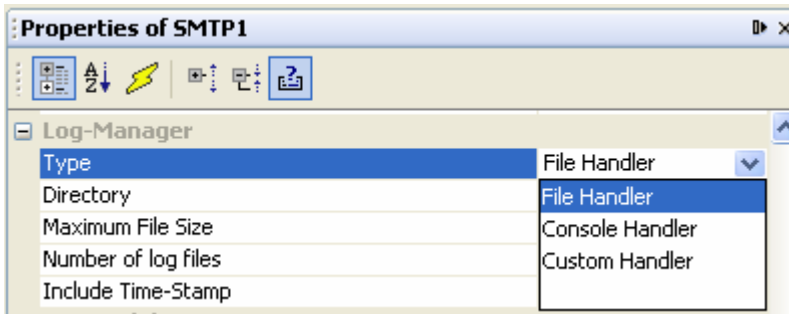 Properties of SMTP1
Log-Manager
Type File Handler
Directory File Handler
Maximum File Size Console Handler
Number of log files Custom Handler
Include Time-Stamp